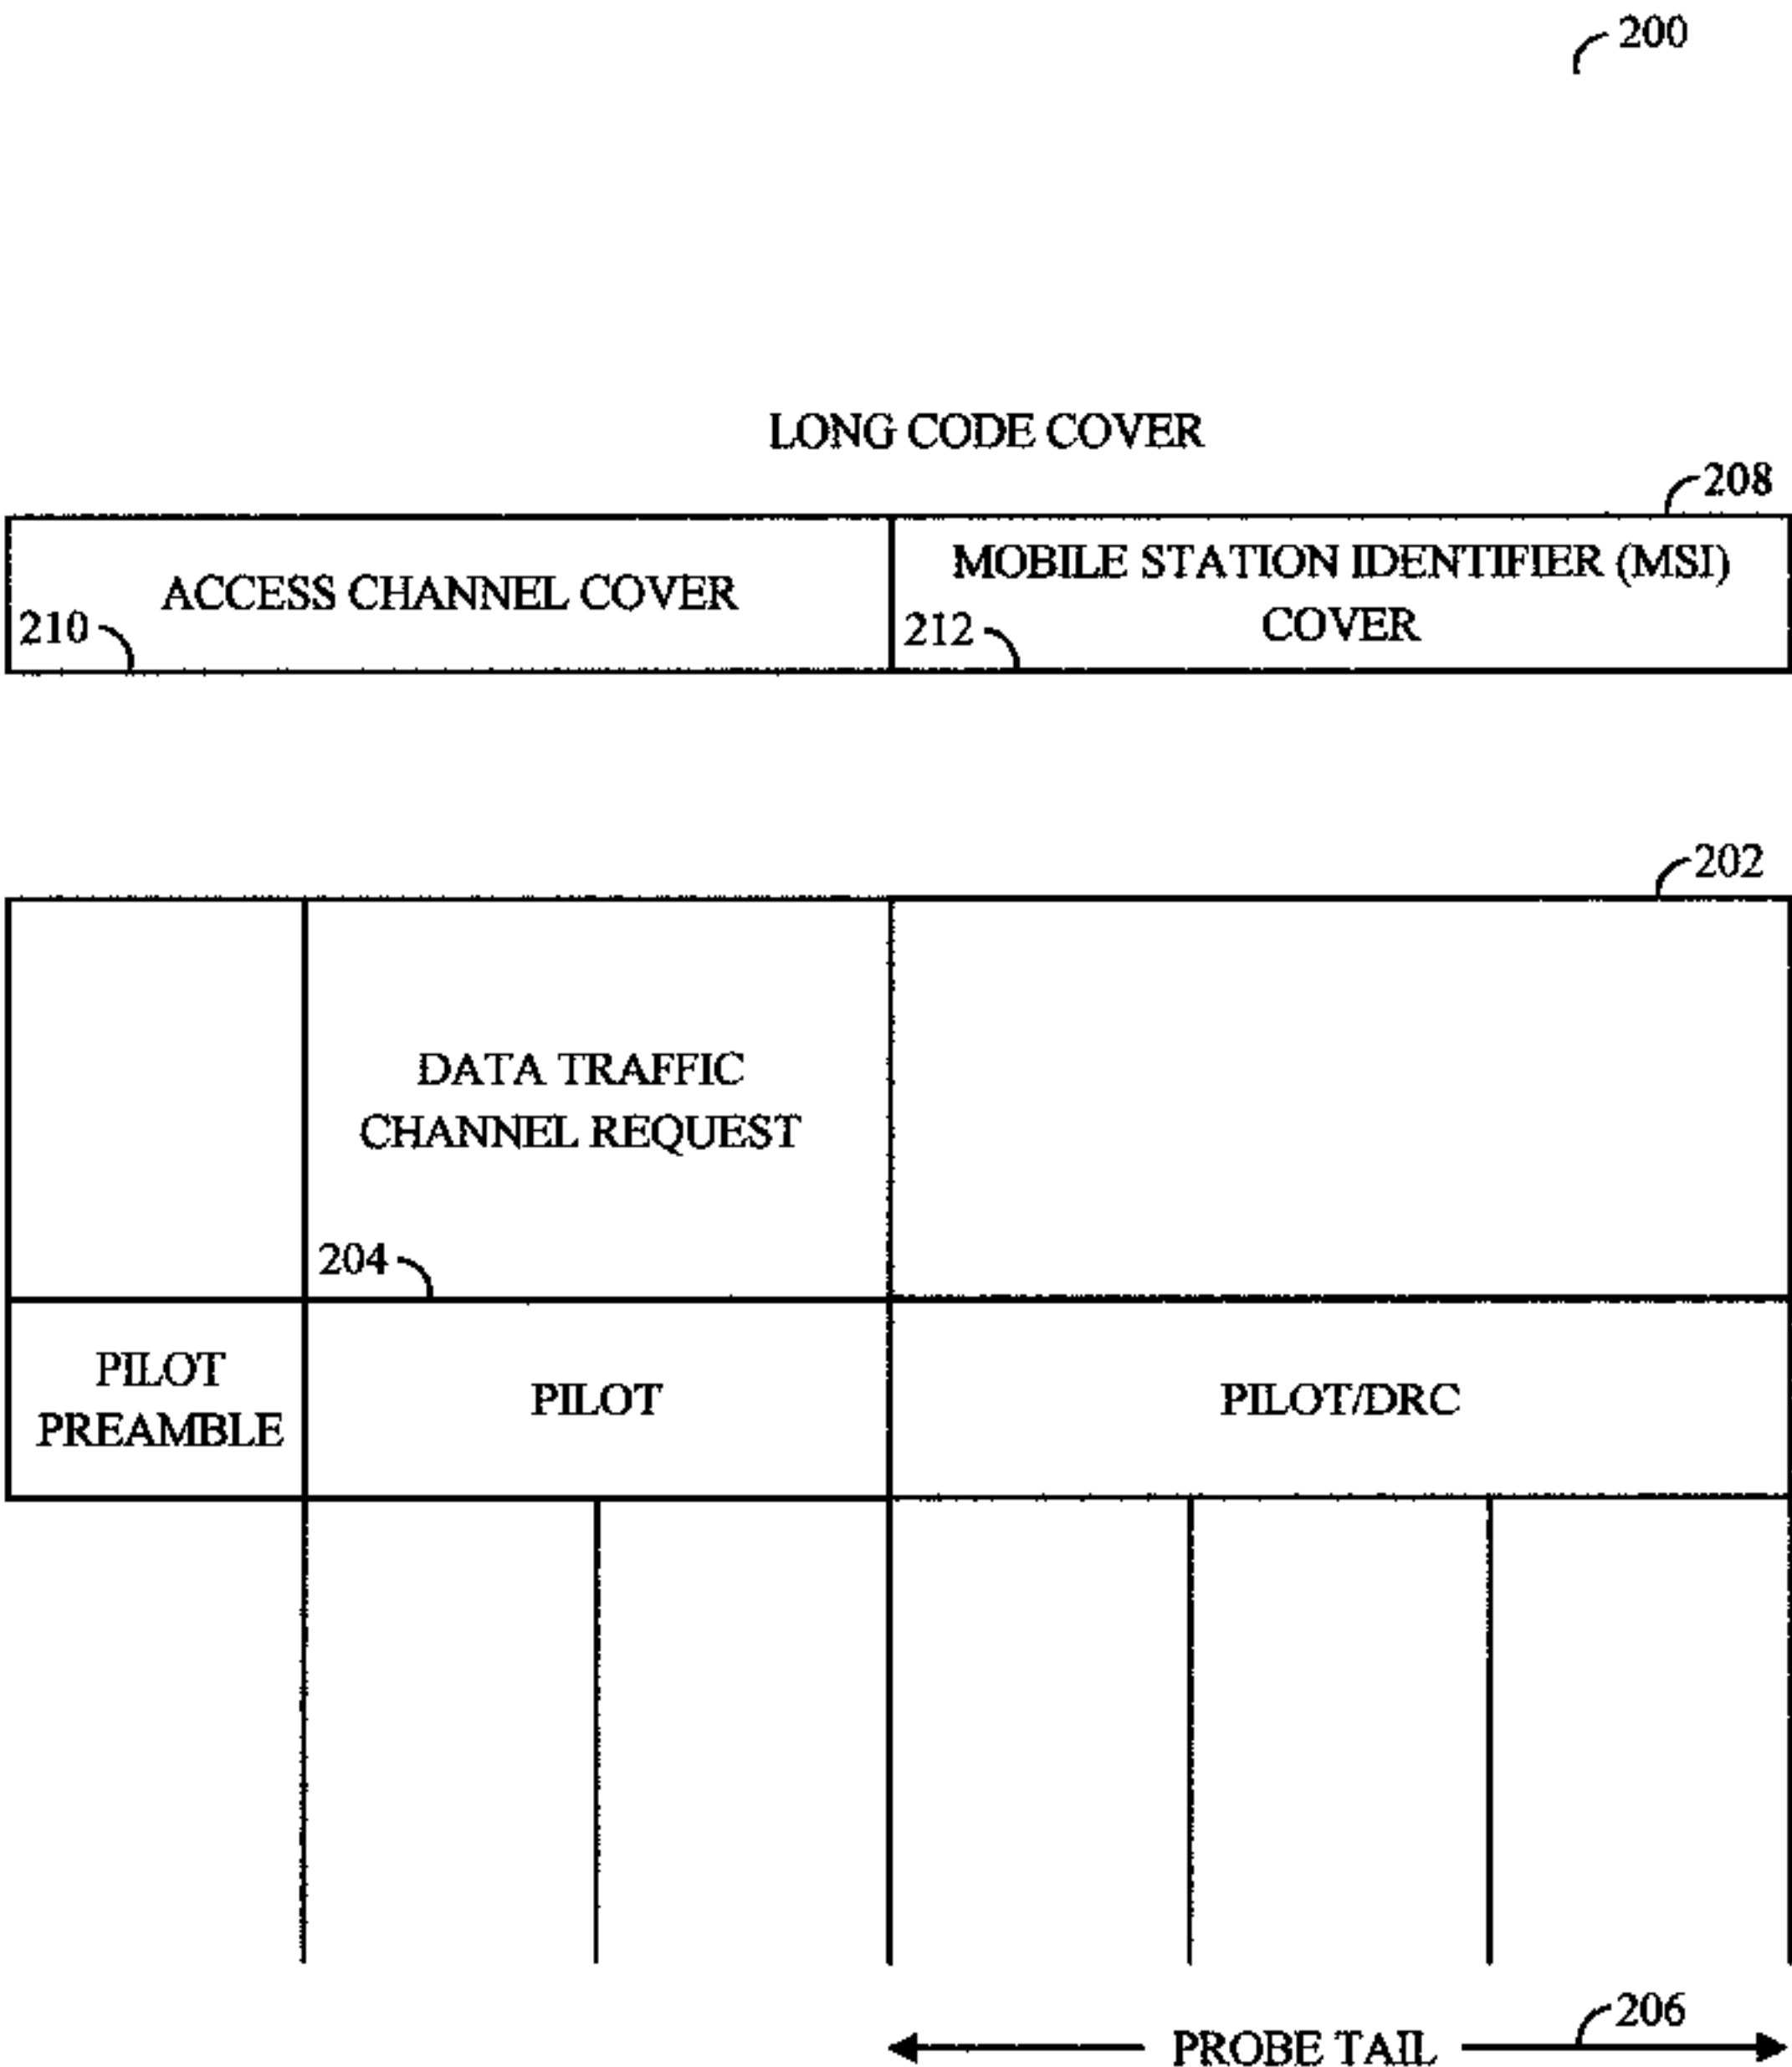 200
LONG CODE COVER
208
ACCESS CHANNEL COVER
210
MOBILE STATION IDENTIFIER (MSI)
COVER
212
202
DATA TRAFFIC
CHANNEL REQUEST
204
PILOT
PREAMBLE
PILOT
PILOT/DRC
206
PROBE TAIL